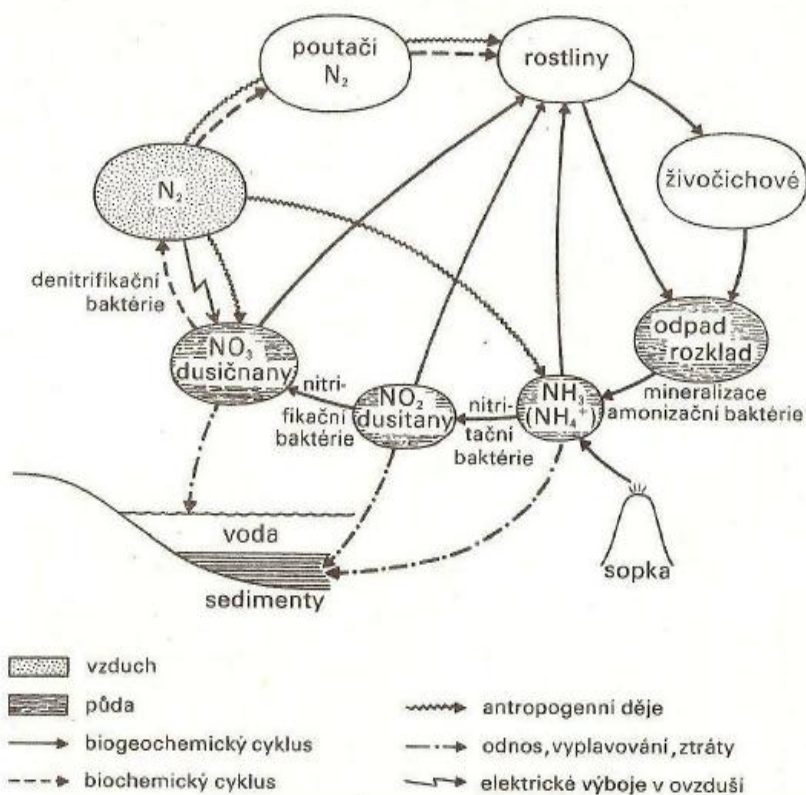 poutači
N₂
rostliny
N₂
živočichové
denitrifikační
baktérie
odpad
rozklad
NO₃
dusičnany
nitri-
fikační
baktérie
NO₂
dusitany
nitri-
tační
baktérie
NH₃
(NH₄⁺)
mineralizace
amonizační baktérie
voda
sedimenty
sopka
vzduch
půda
biogeochemický cyklus
biochemický cyklus
antropogenní děje
odnos, vyplavování, ztráty
elektrické výboje v ovzduší